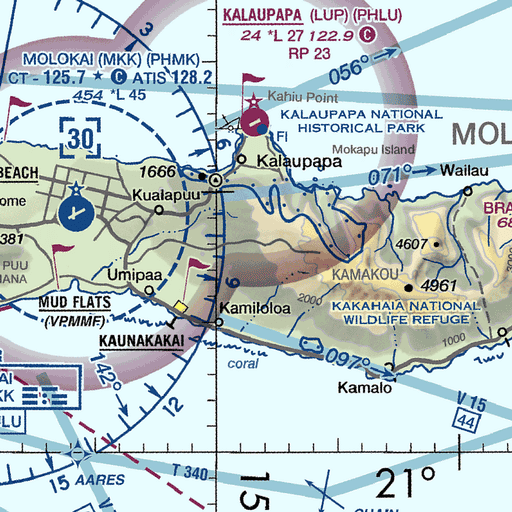 KALAUPAPA (LUP) (PHLU)
24 *L 27 122.9 C
RP 23
MOLOKAI (MKK) (PHMK)
CT - 125.7 ★ C ATIS 128.2
454 *L 45
056°
3
Kahiu Point
KALAUPAPA NATIONAL
HISTORICAL PARK
FI
30
6
MOL
Mokapu Island
Kalaupapa
BEACH
1666
071°
Wailau
ome
Kualapuu
BRA
68
381
4607
PUU
ANA
Umipaa
KAMAKOU
4961
3000
MUD FLATS
(VPMMF)
2000
Kamiloloa
KAKAHAIA NATIONAL
WILDLIFE REFUGE
KAUNAKAKAI
1000
coral
097°
AI
KK
LU
142°
12
Kamalo
V 15
44
15
AARES
T 340
15
21°